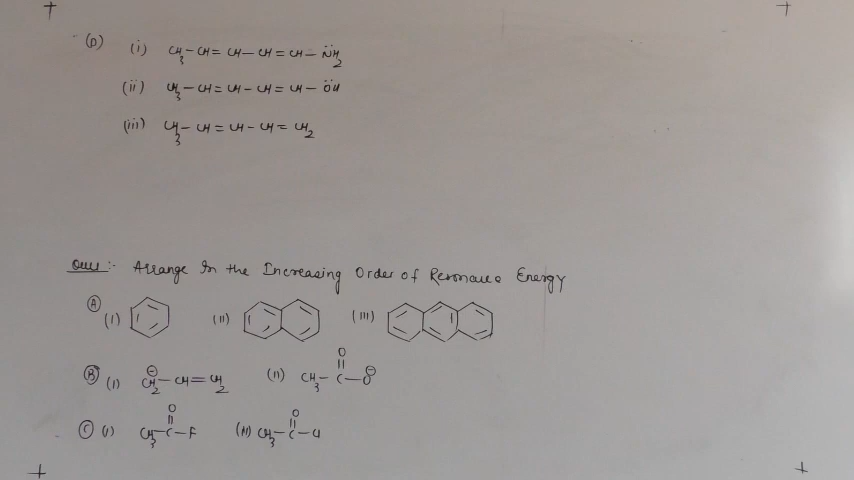 (D) (i) CH3-CH=CH-CH=CH-N̈H2
(ii) CH3-CH=CH-CH=CH-ÖH
(iii) CH3-CH=CH-CH=CH2
Ques:- Arrange In the Increasing Order of Resonance Energy
(A) (I) (II) (III)
O
(B) (I) CH2⊖-CH=CH2 (II) CH3-C-O⊖
O O
(C) (I) CH3-C-F (II) CH3-C-Cl